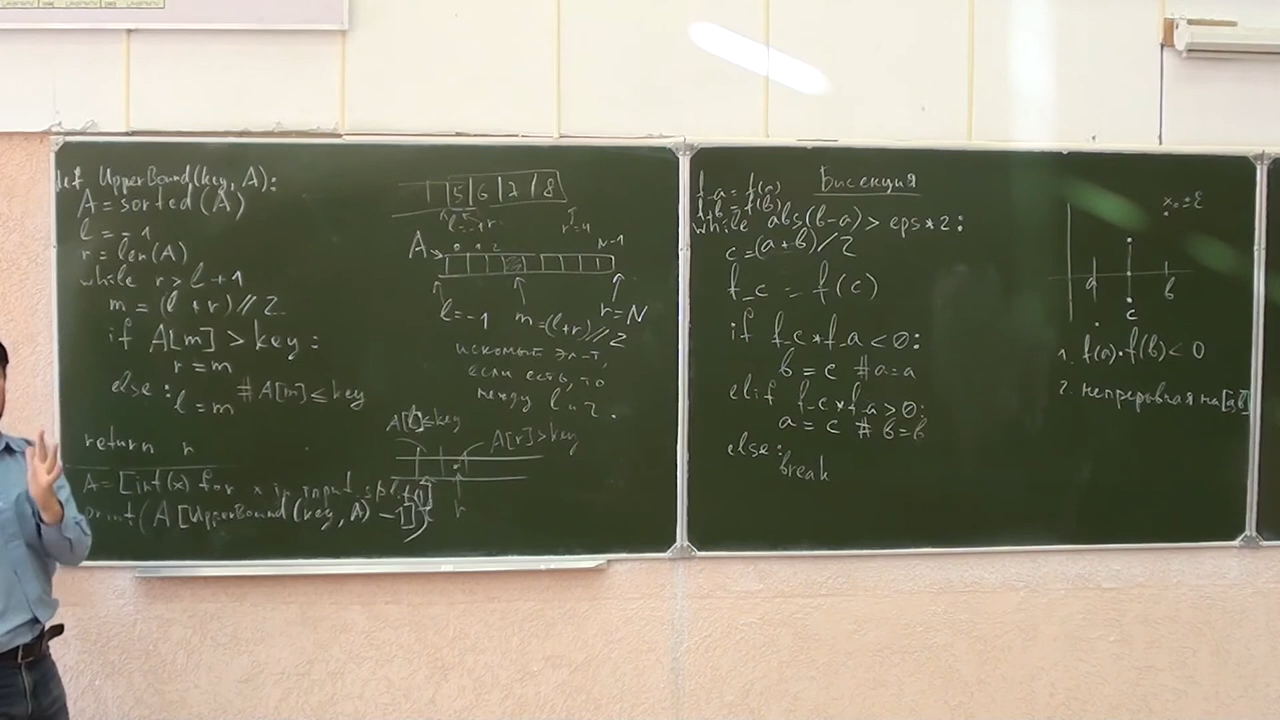 def UpperBound(key, A):
A = sorted(A)
l = -1
r = len(A)
while r > l + 1
m = (l + r) // 2
if A[m] > key:
r = m
else: # A[m] ≤ key
l = m
return r
A = [int(x) for x in input.split()]
print(A[UpperBound(key, A) - 1])
5 6 7 8
l = -1
r = 4
A → 0 1 2 N-1
l = -1 m = (l+r)//2 r = N
искомый эл-т,
если есть, то
между l и r.
A[l] ≤ key
A[r] > key
l r
Бисекция
f_a = f(a)
f_b = f(b)
while abs(b-a) > eps*2:
c = (a + b) / 2
f_c = f(c)
if f_c * f_a < 0:
b = c # a = a
elif f_c * f_a > 0:
a = c # b = b
else:
break
x₀ ± ε
a b
c
1. f(a)·f(b) < 0
2. непрерывная на [a,b]